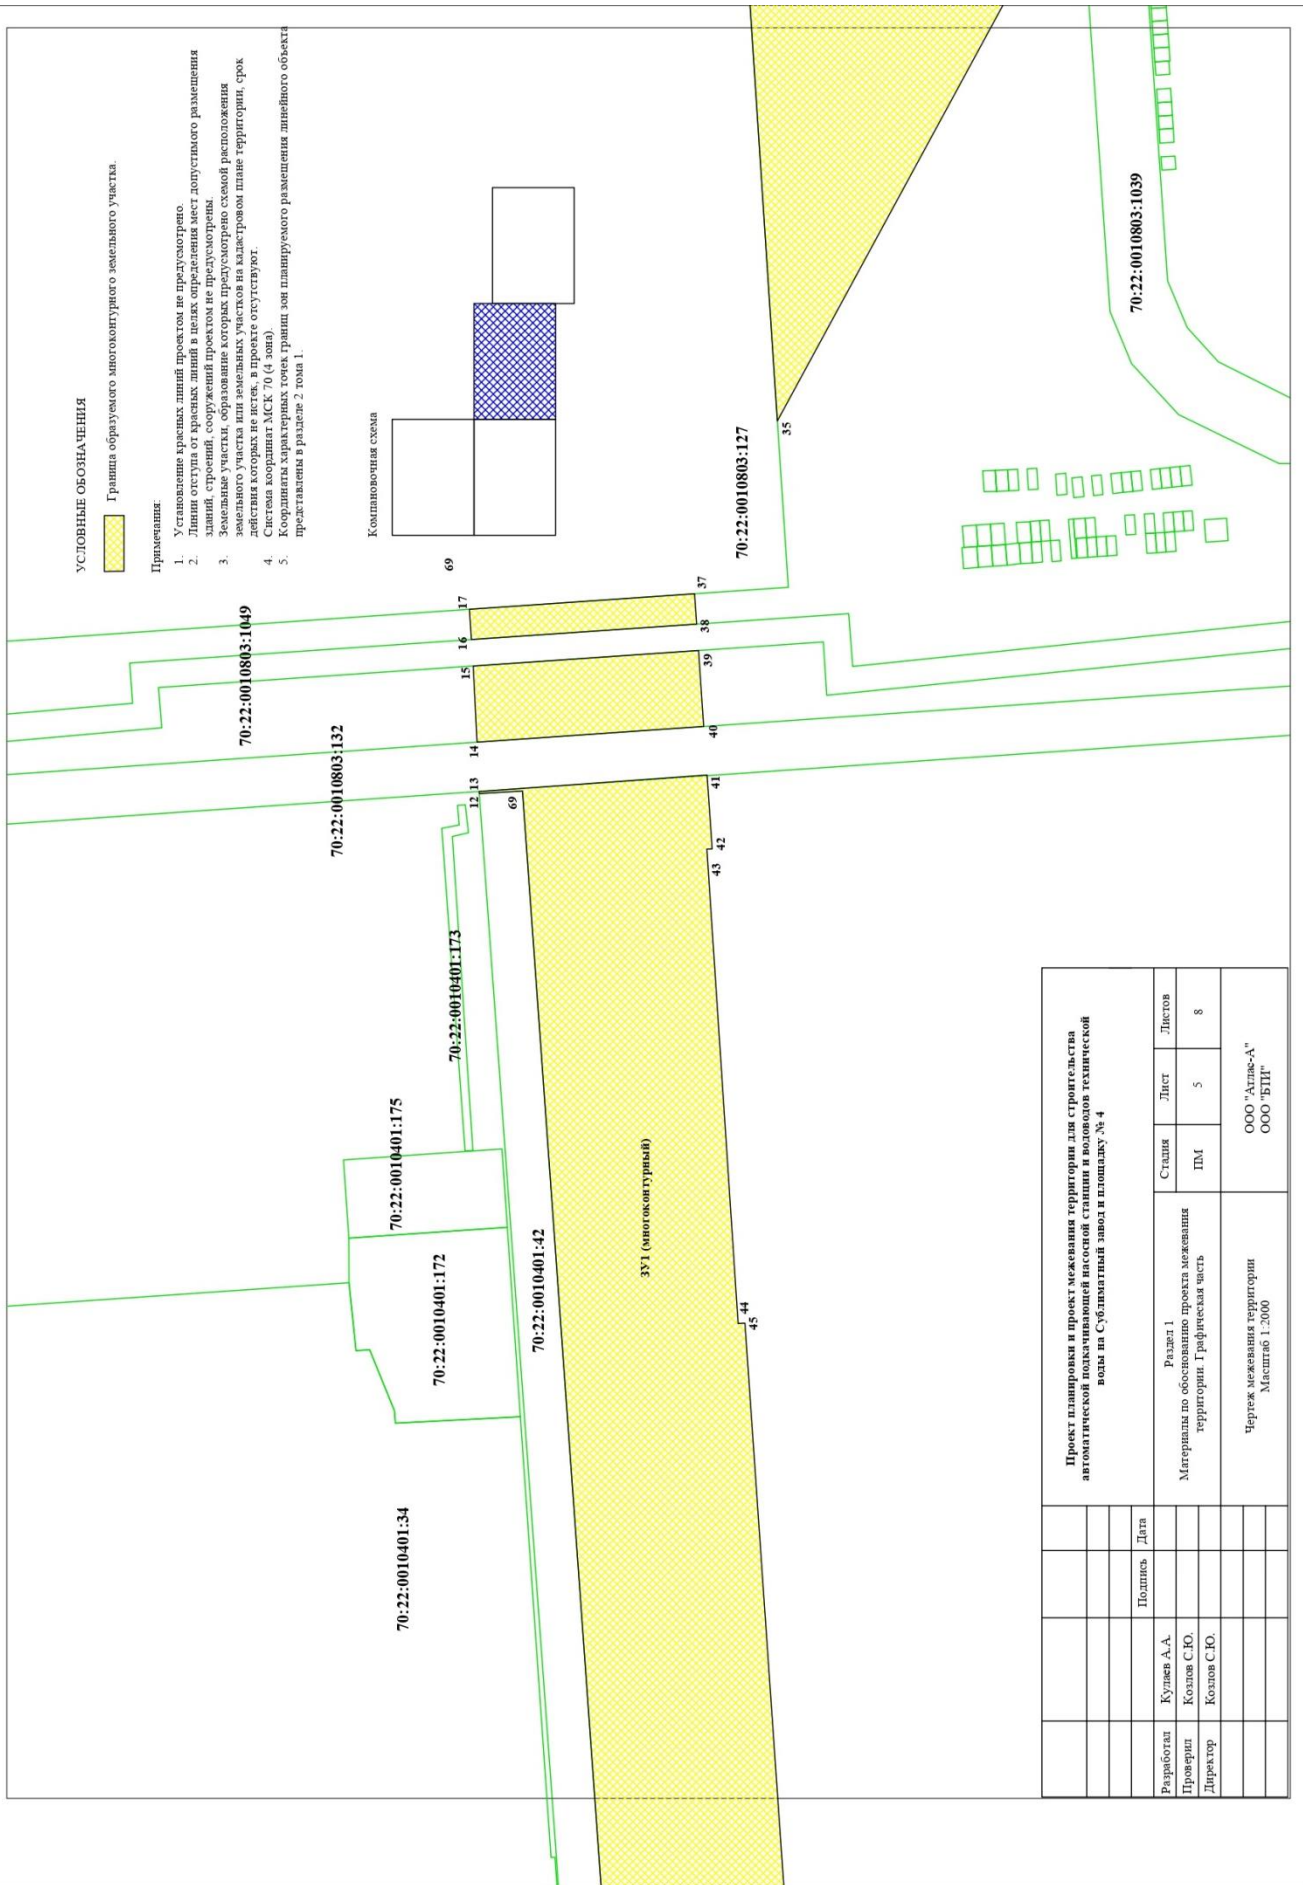 УСЛОВНЫЕ ОБОЗНАЧЕНИЯ
Граница образуемого многоконтурного земельного участка.
Примечания:
1. Установление красных линий проектом не предусмотрено.
2. Линии отступа от красных линий в целях определения мест допустимого размещения
зданий, строений, сооружений проектом не предусмотрены.
3. Земельные участки, образование которых предусмотрено схемой расположения
земельного участка или земельных участков на кадастровом плане территории, срок
действия которых не истек, в проекте отсутствуют.
4. Система координат МСК 70 (4 зона).
5. Координаты характерных точек границ зон планируемого размещения линейного объекта
представлены в разделе 2 тома 1.
Компановочная схема
69
70:22:0010803:1049
70:22:0010803:132
70:22:0010803:127
70:22:0010803:1039
70:22:0010401:173
70:22:0010401:175
70:22:0010401:172
70:22:0010401:42
70:22:0010401:34
ЗУ1 (многоконтурный)
17
16
15
14
13
12
69
35
37
38
39
40
41
42
43
44
45
Проект планировки и проект межевания территории для строительства
автоматической подкачивающей насосной станции и водоводов технической
воды на Сублиматный завод и площадку № 4
Подпись Дата
Разработал Кулаев А.А.
Проверил Козлов С.Ю.
Директор Козлов С.Ю.
Раздел 1
Материалы по обоснованию проекта межевания
территории. Графическая часть
Стадия Лист Листов
ПМ 5 8
Чертеж межевания территории
Масштаб 1:2000
ООО "Атлас-А"
ООО "БТИ"